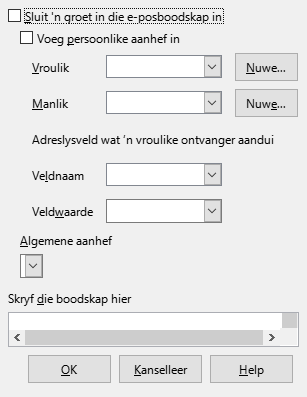 Sluit 'n groet in die e-posboodskap in
Voeg persoonlike aanhef in
Vroulik Nuwe...
Manlik Nuwe...
Adreslysveld wat 'n vroulike ontvanger aandui
Veldnaam
Veldwaarde
Algemene aanhef
Skryf die boodskap hier
OK Kanselleer Help